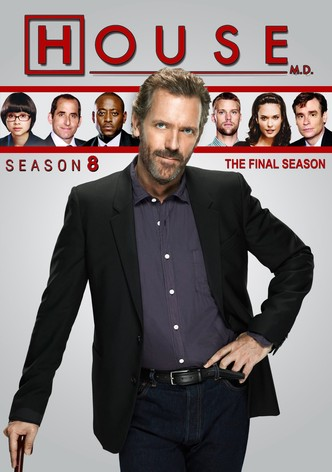 HOUSE
M.D.
SEASON 8
THE FINAL SEASON